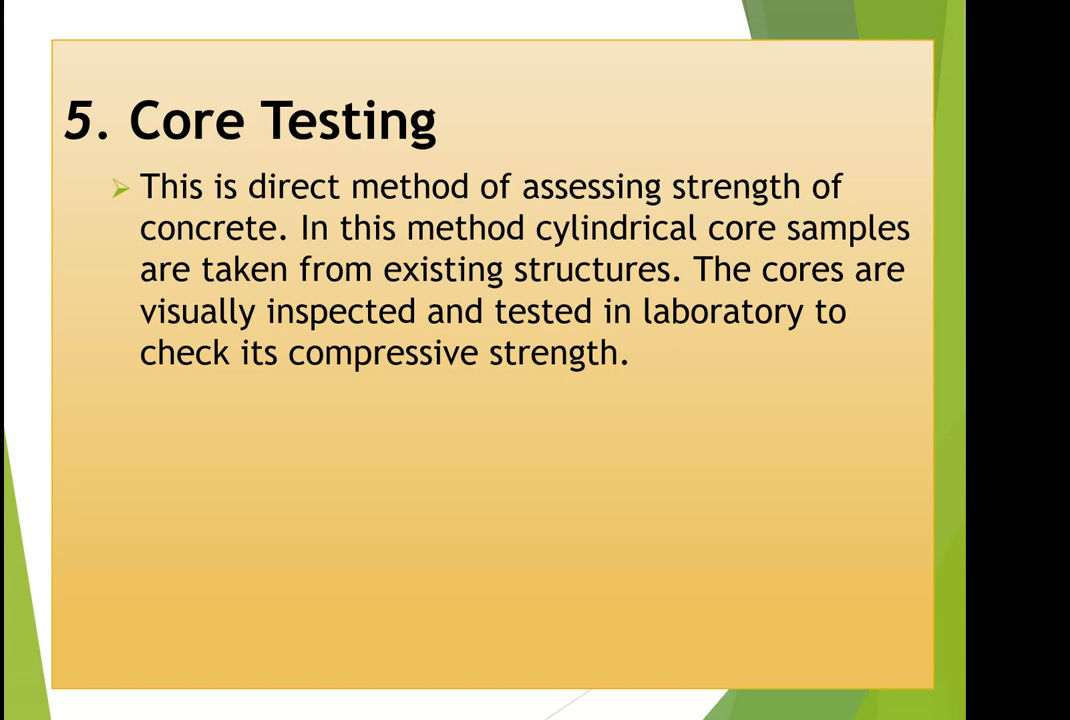 5. Core Testing
This is direct method of assessing strength of
concrete. In this method cylindrical core samples
are taken from existing structures. The cores are
visually inspected and tested in laboratory to
check its compressive strength.